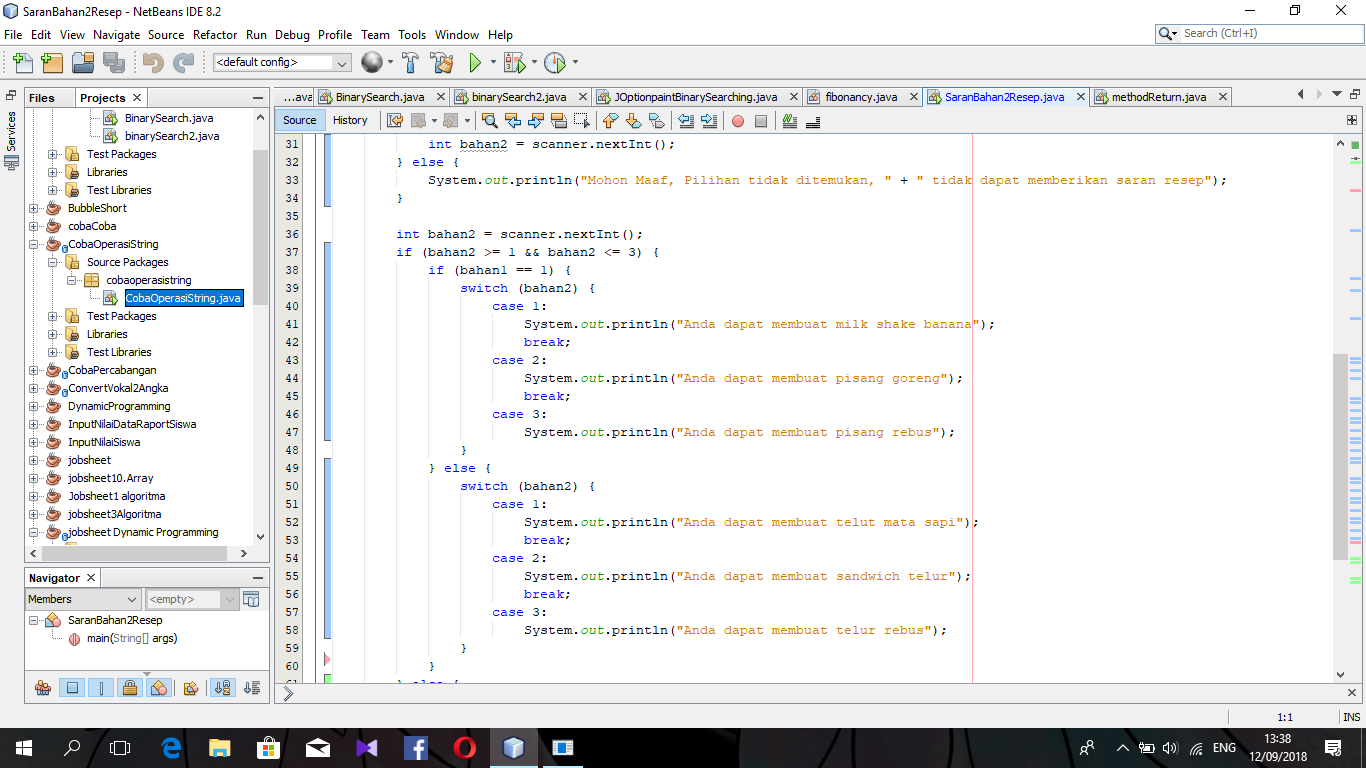 SaranBahan2Resep - NetBeans IDE 8.2
File Edit View Navigate Source Refactor Run Debug Profile Team Tools Window Help
Search (Ctrl+I)
<default config>
Services
Files Projects
BinarySearch.java
binarySearch2.java
Test Packages
Libraries
Test Libraries
BubbleShort
cobaCoba
CobaOperasiString
Source Packages
cobaoperasistring
CobaOperasiString.java
Test Packages
Libraries
Test Libraries
CobaPercabangan
ConvertVokal2Angka
DynamicProgramming
InputNilaiDataRaportSiswa
InputNilaiSiswa
jobsheet
jobsheet10.Array
Jobsheet1 algoritma
jobsheet3Algoritma
jobsheet Dynamic Programming
Navigator
Members <empty>
SaranBahan2Resep
main(String[] args)
...ava BinarySearch.java binarySearch2.java JOptionpaintBinarySearching.java fibonancy.java SaranBahan2Resep.java methodReturn.java
Source History
31 int bahan2 = scanner.nextInt();
32 } else {
33 System.out.println("Mohon Maaf, Pilihan tidak ditemukan, " + " tidak dapat memberikan saran resep");
34 }
35
36 int bahan2 = scanner.nextInt();
37 if (bahan2 >= 1 && bahan2 <= 3) {
38 if (bahan1 == 1) {
39 switch (bahan2) {
40 case 1:
41 System.out.println("Anda dapat membuat milk shake banana");
42 break;
43 case 2:
44 System.out.println("Anda dapat membuat pisang goreng");
45 break;
46 case 3:
47 System.out.println("Anda dapat membuat pisang rebus");
48 }
49 } else {
50 switch (bahan2) {
51 case 1:
52 System.out.println("Anda dapat membuat telut mata sapi");
53 break;
54 case 2:
55 System.out.println("Anda dapat membuat sandwich telur");
56 break;
57 case 3:
58 System.out.println("Anda dapat membuat telur rebus");
59 }
60 }
61 } else {
1:1 INS
ENG
13:38
12/09/2018